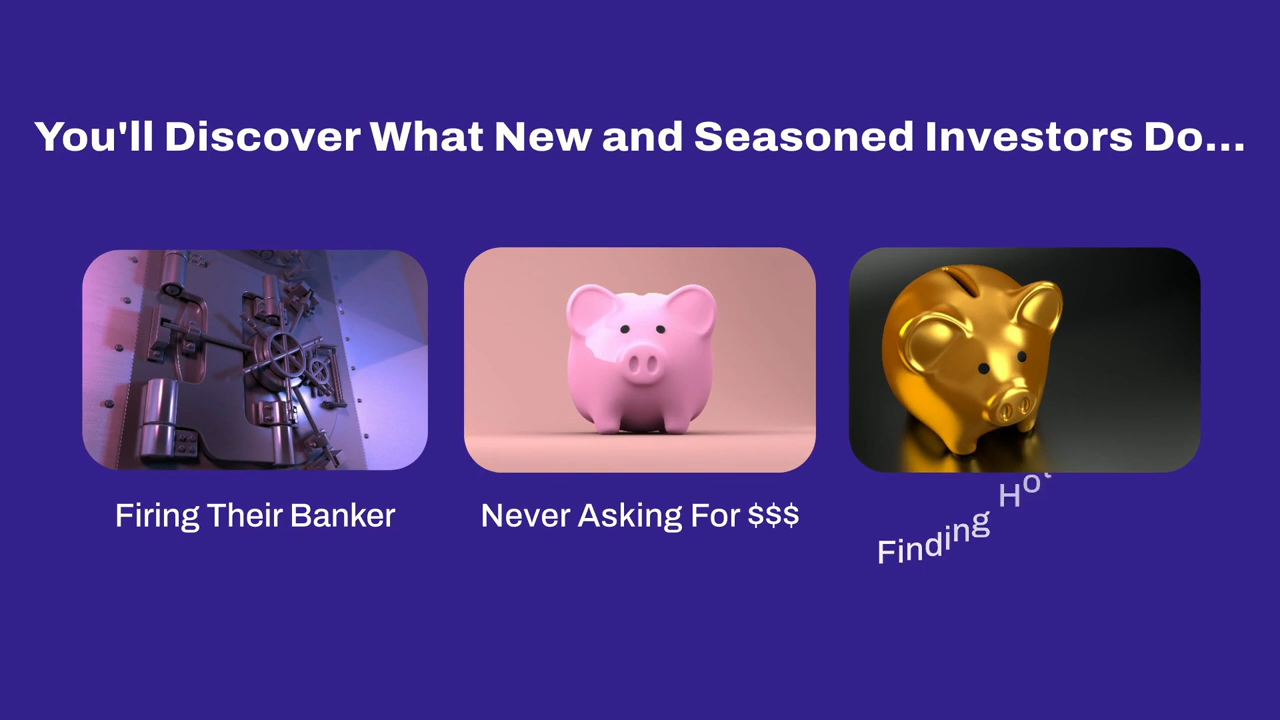 You'll Discover What New and Seasoned Investors Do...
Firing Their Banker
Never Asking For $$$
Finding